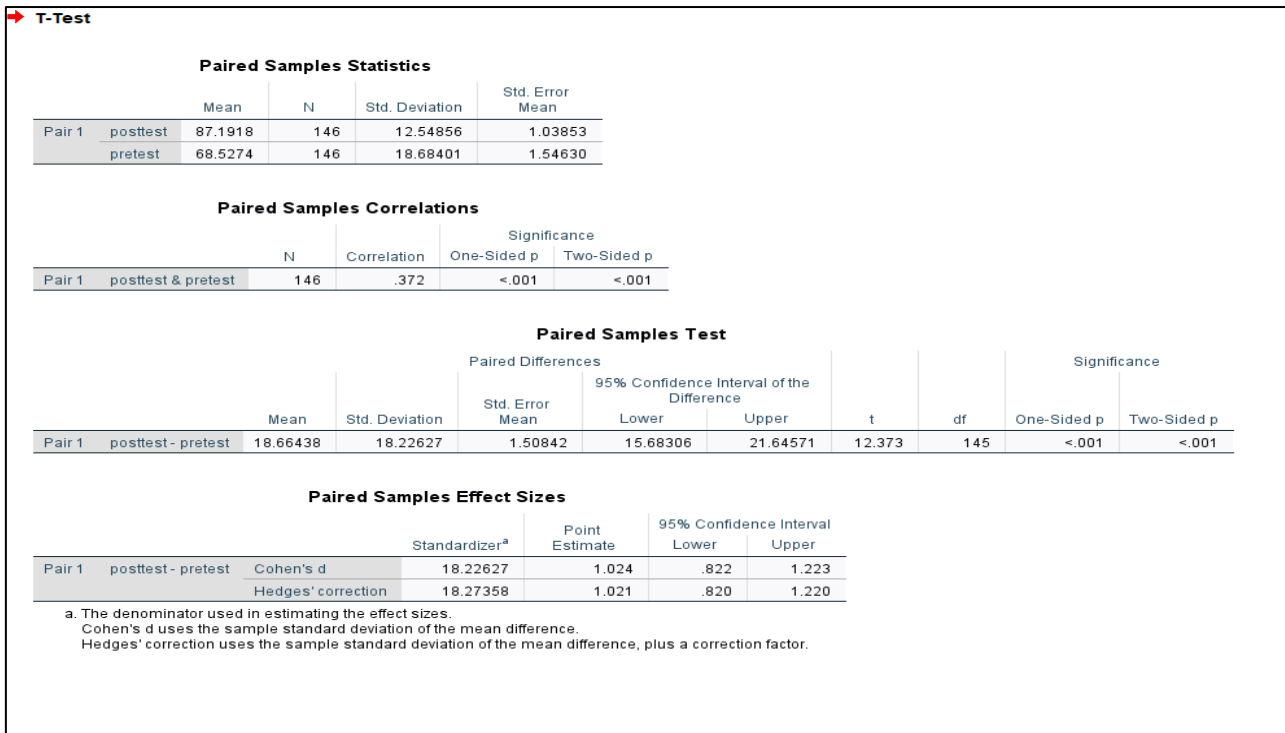 T-Test
Paired Samples Statistics
Mean N Std. Deviation Std. Error Mean
Pair 1 posttest 87.1918 146 12.54856 1.03853
pretest 68.5274 146 18.68401 1.54630
Paired Samples Correlations
Significance
N Correlation One-Sided p Two-Sided p
Pair 1 posttest & pretest 146 .372 <.001 <.001
Paired Samples Test
Paired Differences Significance
95% Confidence Interval of the Difference
Mean Std. Deviation Std. Error Mean Lower Upper t df One-Sided p Two-Sided p
Pair 1 posttest - pretest 18.66438 18.22627 1.50842 15.68306 21.64571 12.373 145 <.001 <.001
Paired Samples Effect Sizes
95% Confidence Interval
Standardizerᵃ Point Estimate Lower Upper
Pair 1 posttest - pretest Cohen's d 18.22627 1.024 .822 1.223
Hedges' correction 18.27358 1.021 .820 1.220
a. The denominator used in estimating the effect sizes.
Cohen's d uses the sample standard deviation of the mean difference.
Hedges' correction uses the sample standard deviation of the mean difference, plus a correction factor.